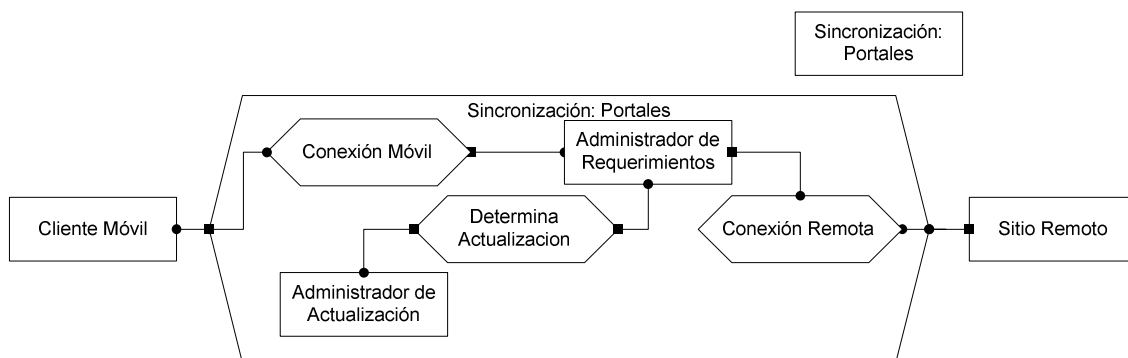 Sincronización:
Portales
Sincronización: Portales
Conexión Móvil
Administrador de
Requerimientos
Cliente Móvil
Determina
Actualizacion
Conexión Remota
Sitio Remoto
Administrador de
Actualización